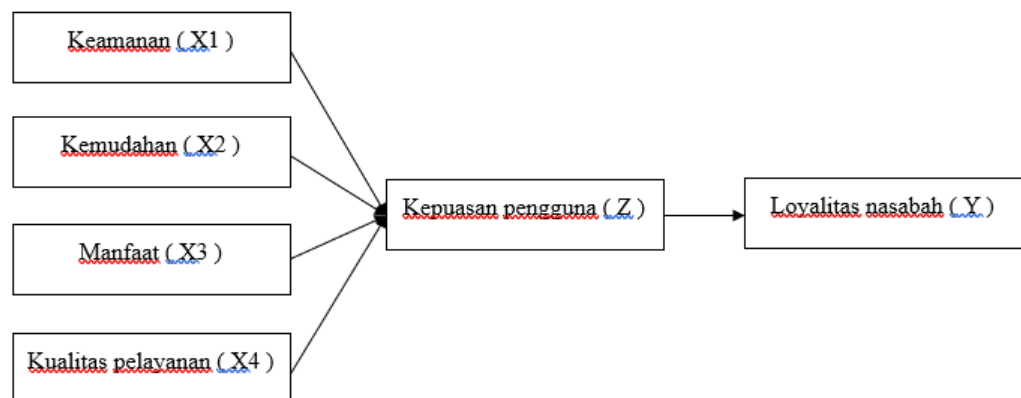 Keamanan ( X1 )
Kemudahan ( X2 )
Manfaat ( X3 )
Kualitas pelayanan ( X4 )
Kepuasan pengguna ( Z )
Loyalitas nasabah ( Y )